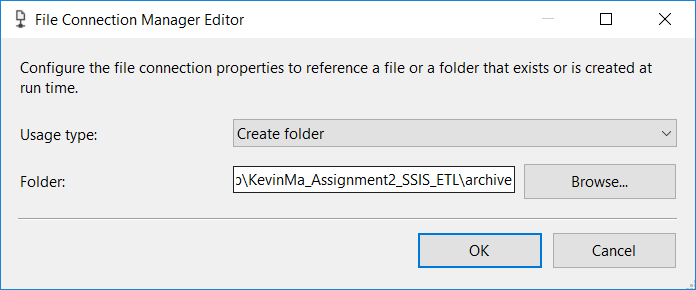 File Connection Manager Editor
Configure the file connection properties to reference a file or a folder that exists or is created at
run time.
Usage type:
Create folder
Folder:
\KevinMa_Assignment2_SSIS_ETL\archive
Browse...
OK
Cancel